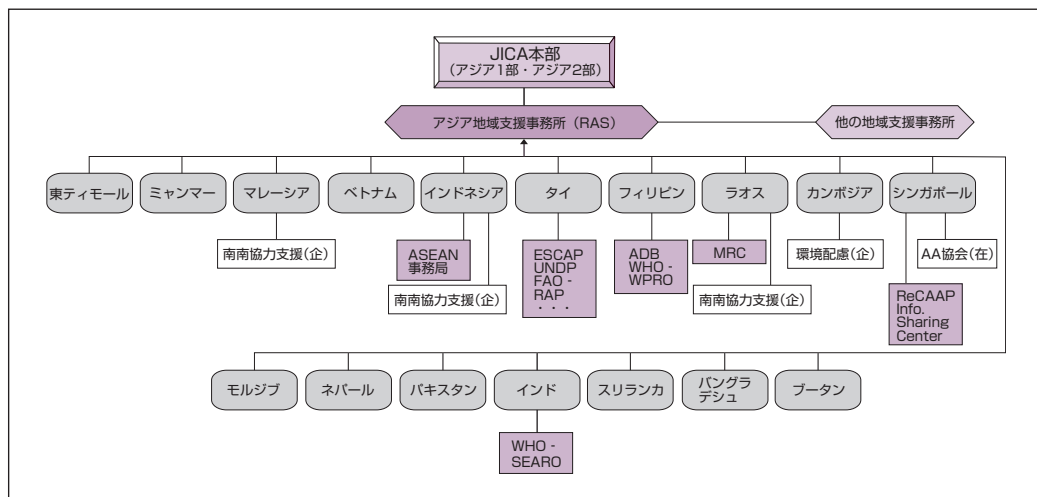 JICA本部
（アジア1部・アジア2部）
アジア地域支援事務所（RAS）
他の地域支援事務所
東ティモール
ミャンマー
マレーシア
ベトナム
インドネシア
タイ
フィリピン
ラオス
カンボジア
シンガポール
南南協力支援（企）
ASEAN
事務局
南南協力支援（企）
ESCAP
UNDP
FAO -
RAP
・・・
ADB
WHO -
WPRO
MRC
南南協力支援（企）
環境配慮（企）
AA協会（在）
ReCAAP
Info.
Sharing
Center
モルジブ
ネパール
パキスタン
インド
スリランカ
バングラ
デシュ
ブータン
WHO -
SEARO